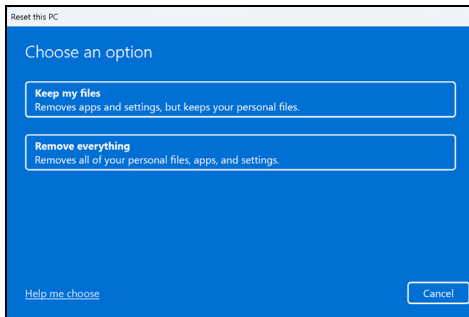 Reset this PC
Choose an option
Keep my files
Removes apps and settings, but keeps your personal files.
Remove everything
Removes all of your personal files, apps, and settings.
Help me choose
Cancel